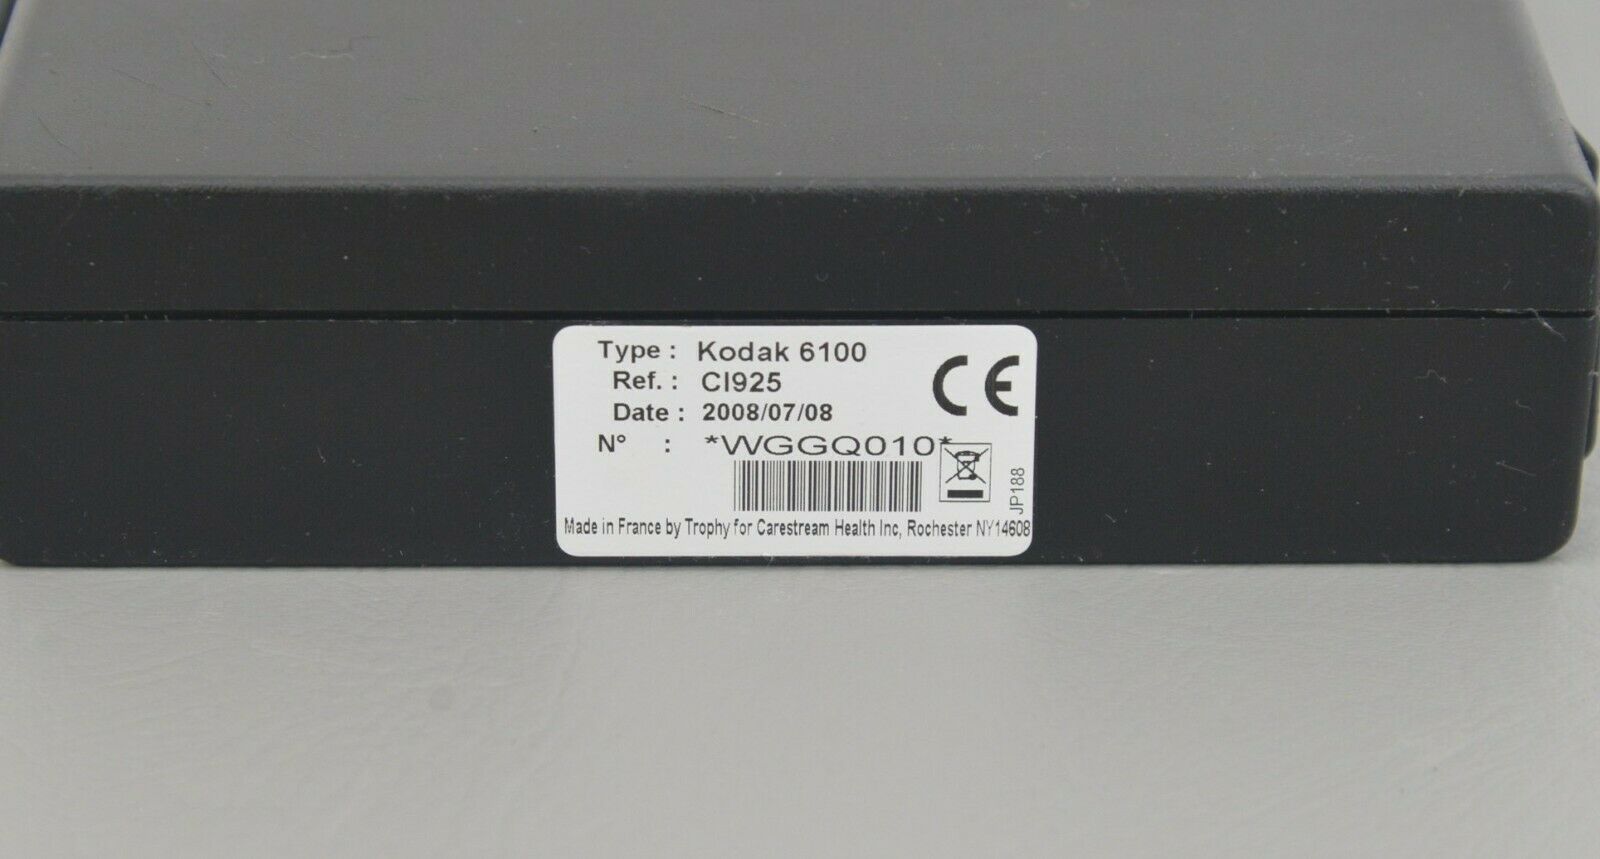 Type : Kodak 6100
Ref. : CI925
Date : 2008/07/08
N° : *WGGQ010*
CE
JP188
Made in France by Trophy for Carestream Health Inc, Rochester NY14608